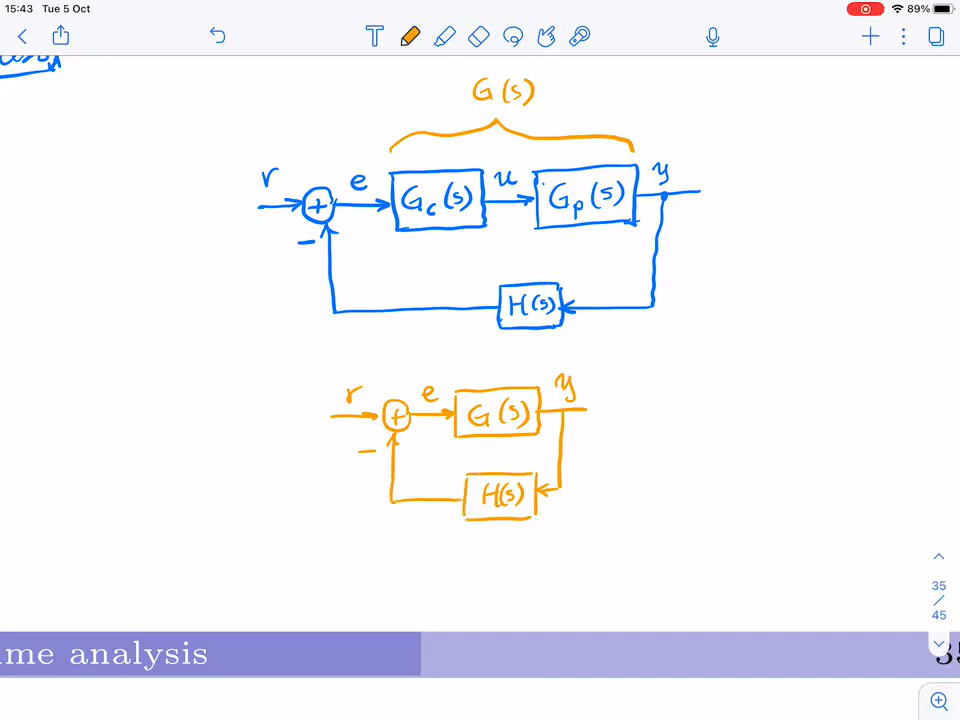 15:43 Tue 5 Oct 89%
G(s)
r e Gc(s) u Gp(s) y
+
−
H(s)
r e G(s) y
+
−
H(s)
35
/
45
me analysis